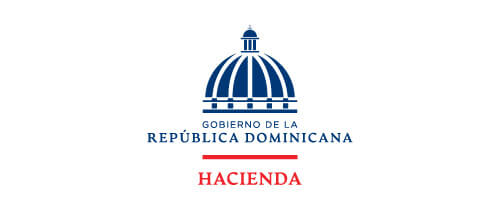 GOBIERNO DE LA
REPÚBLICA DOMINICANA
HACIENDA